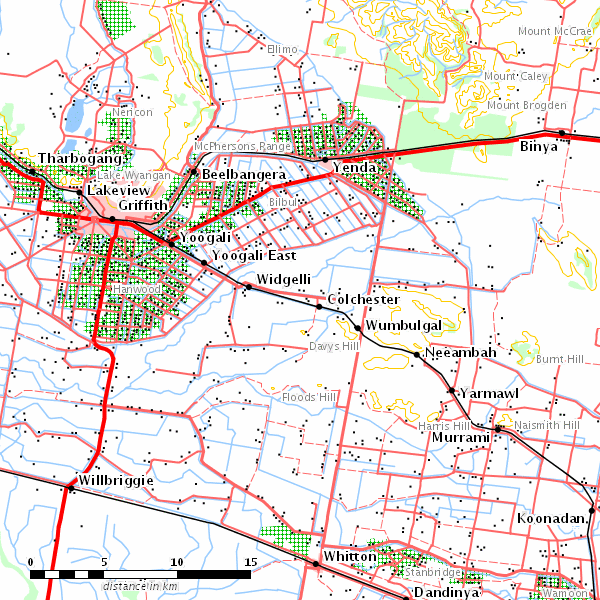 Mount McCrae
Ellimo
Mount Caley
Mount Brogden
Nericon
McPhersons Range
Binya
Tharbogang
Yenda
Lake Wyangan
Beelbangera
Lakeview
Griffith
Bilbul
Yoogali
Yoogali East
Widgelli
Hanwood
Colchester
Wumbulgal
Davys Hill
Neeambah
Burnt Hill
Floods Hill
Yarmawl
Harris Hill
Naismith Hill
Murrami
Willbriggie
Koonadan
Whitton
0 5 10 15
Stanbridge
distance in km
Dandinya
Wamoon